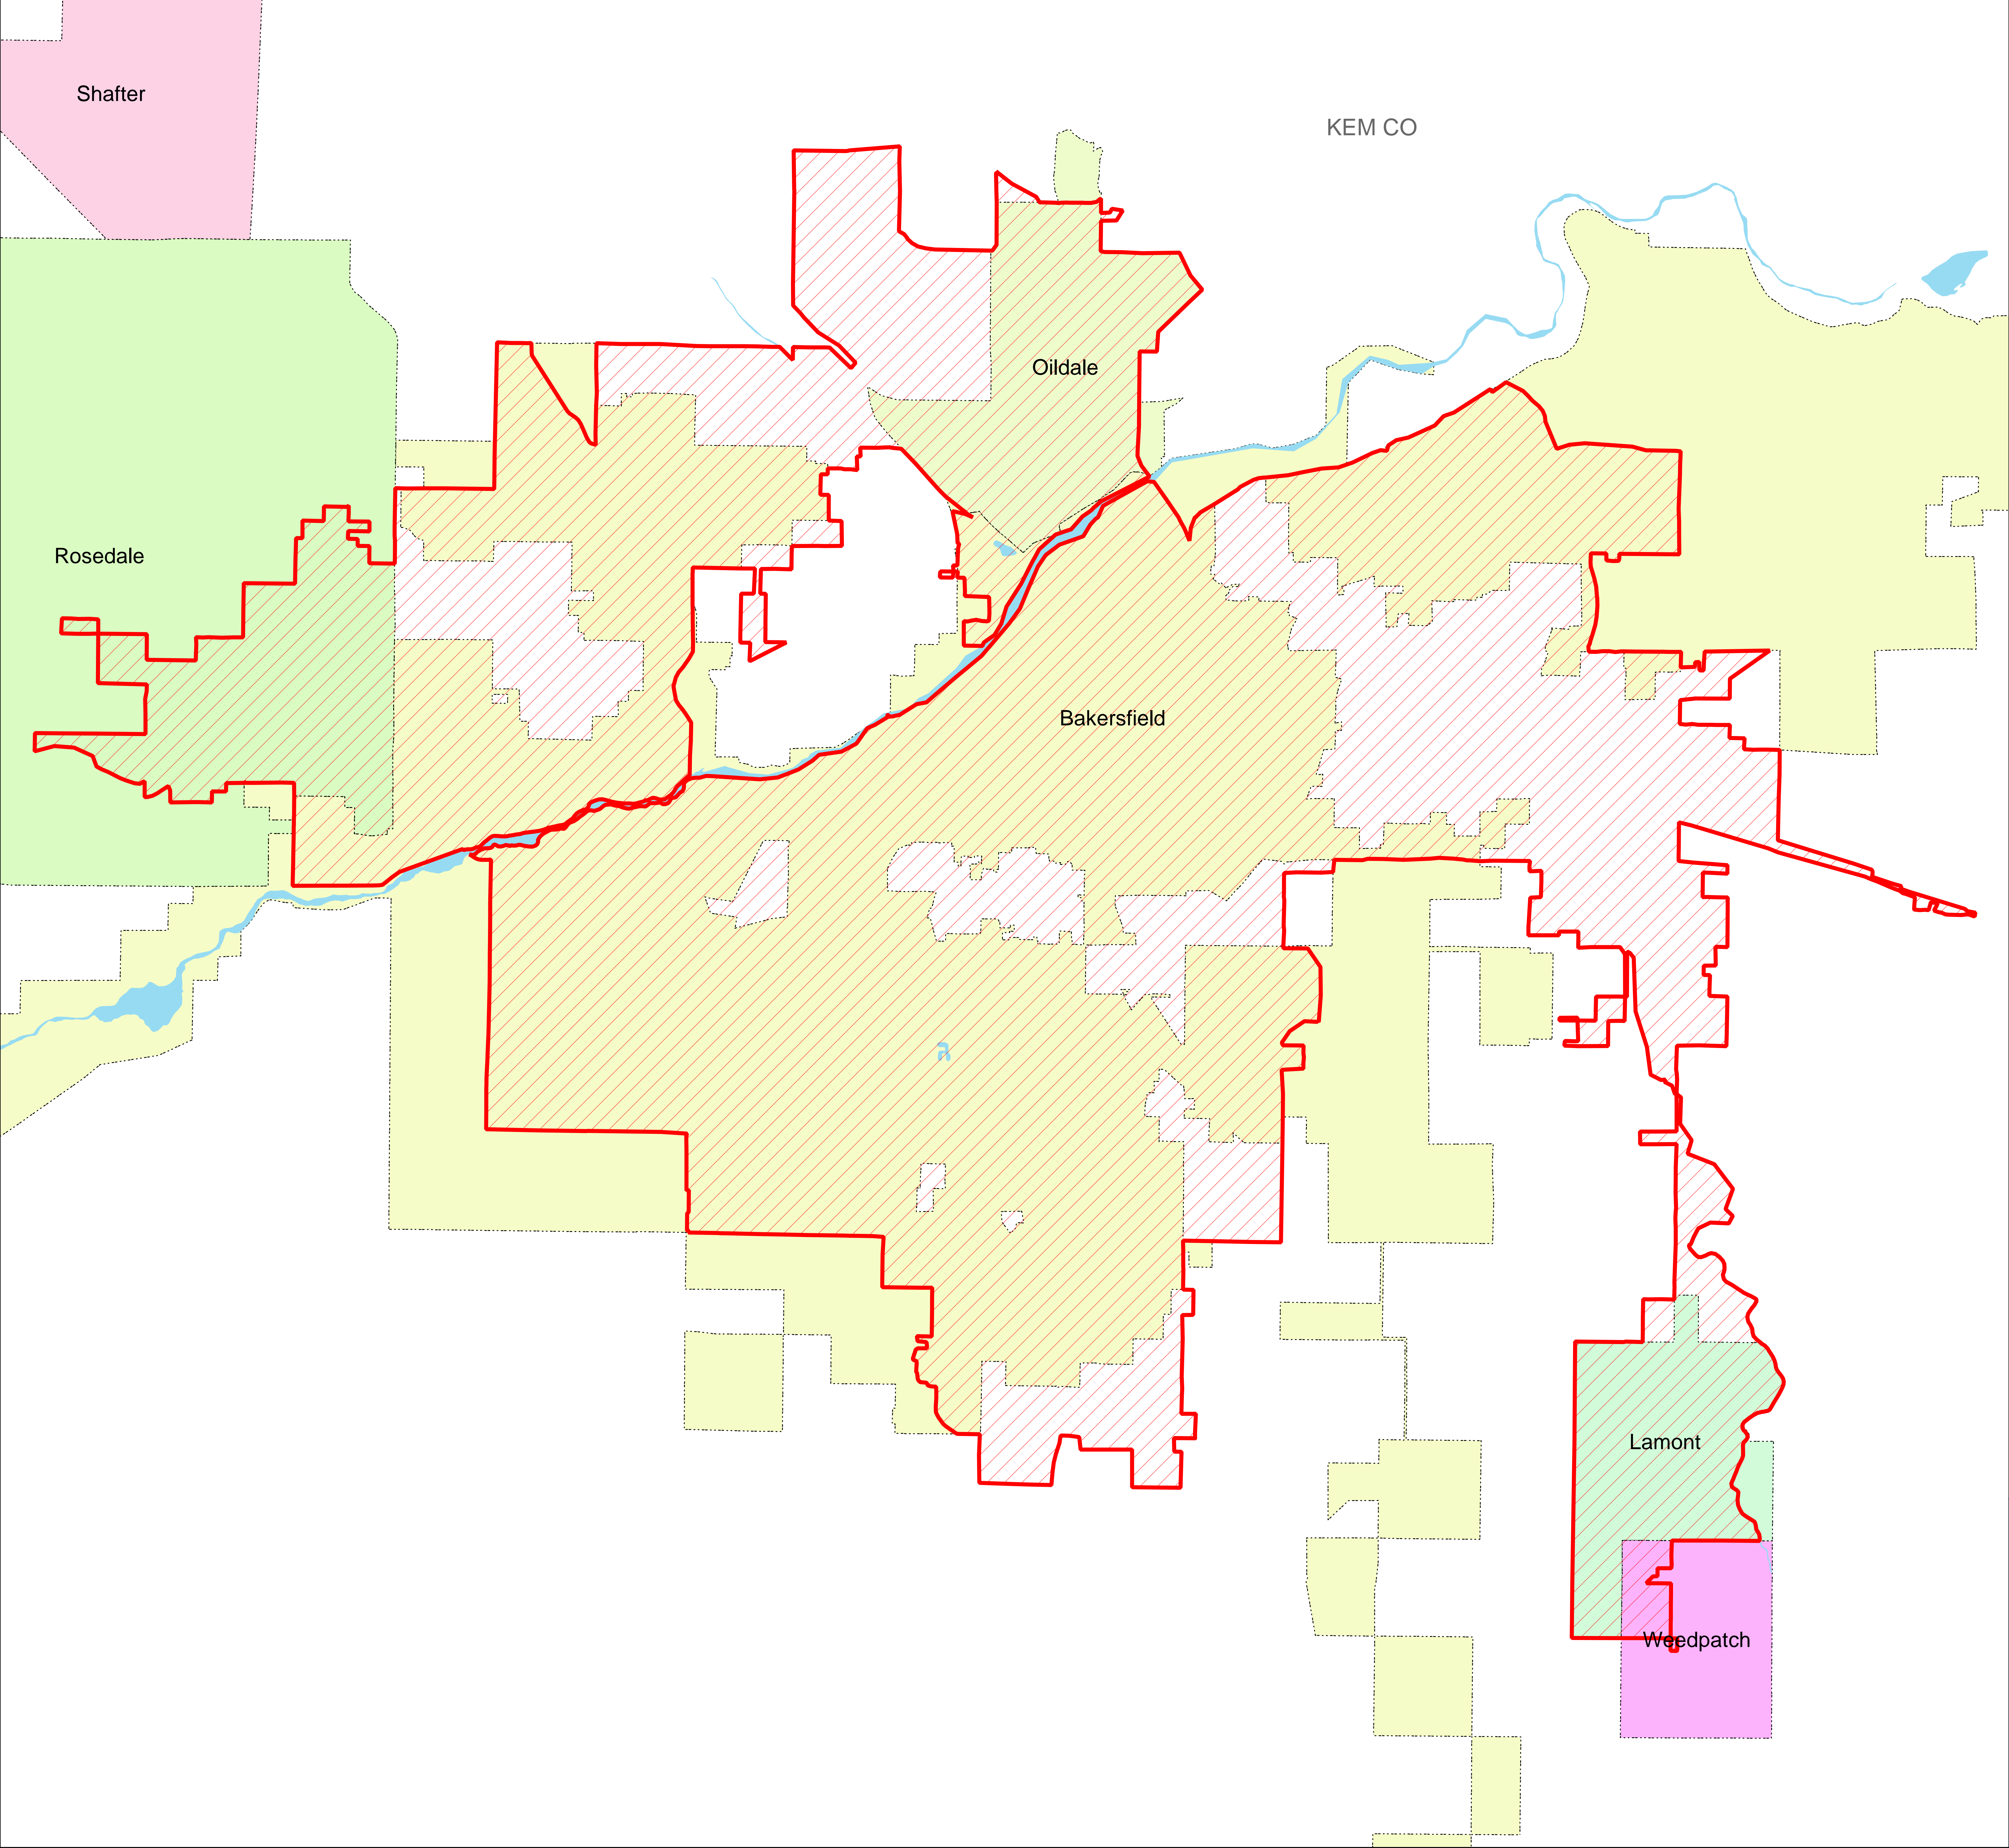 Shafter
KEM CO
Oildale
Rosedale
Bakersfield
Lamont
Weedpatch